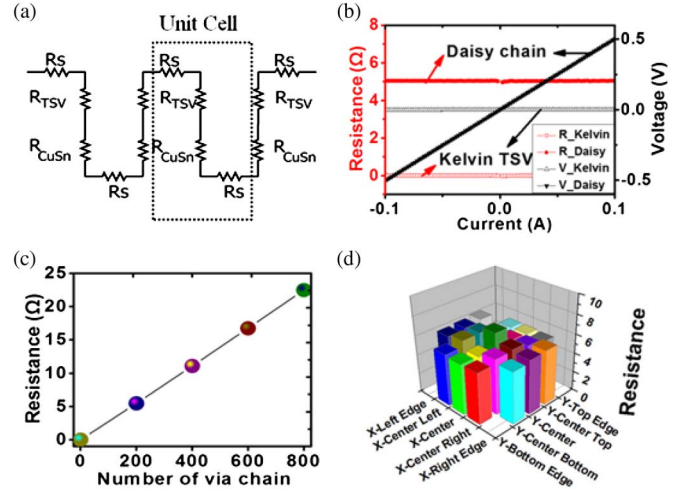 (a)
Unit Cell
RS RS RS
RTSV RTSV RTSV
RCuSn RCuSn RCuSn
RS RS
(b)
Resistance (Ω)
8
6
4
2
0
Daisy chain
Kelvin TSV
R_Kelvin
R_Daisy
V_Kelvin
V_Daisy
0.5
0.0
-0.5
Voltage (V)
-0.1 0.0 0.1
Current (A)
(c)
Resistance (Ω)
25
20
15
10
5
0
0 200 400 600 800
Number of via chain
(d)
10
8
6
4
2
0
Resistance
X-Left Edge
X-Center Left
X-Center
X-Center Right
X-Right Edge
Y-Top Edge
Y-Center Top
Y-Center
Y-Center Bottom
Y-Bottom Edge